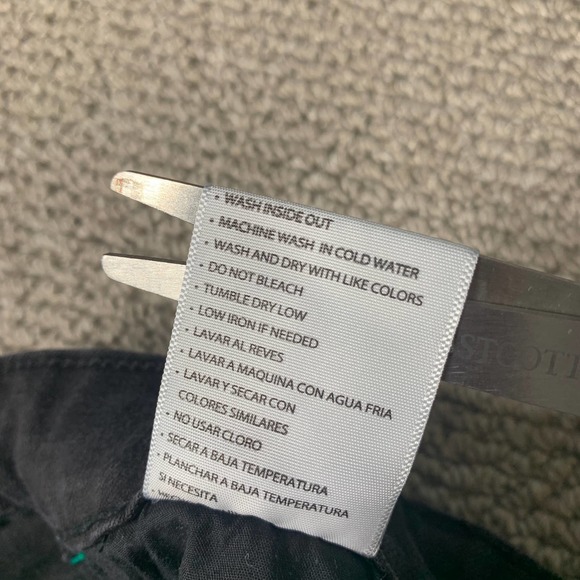 • WASH INSIDE OUT
• MACHINE WASH IN COLD WATER
• WASH AND DRY WITH LIKE COLORS
• DO NOT BLEACH
• TUMBLE DRY LOW
• LOW IRON IF NEEDED
• LAVAR AL REVES
• LAVAR A MAQUINA CON AGUA FRIA
• LAVAR Y SECAR CON
COLORES SIMILARES
• NO USAR CLORO
• SECAR A BAJA TEMPERATURA
• PLANCHAR A BAJA TEMPERATURA
SI NECESITA